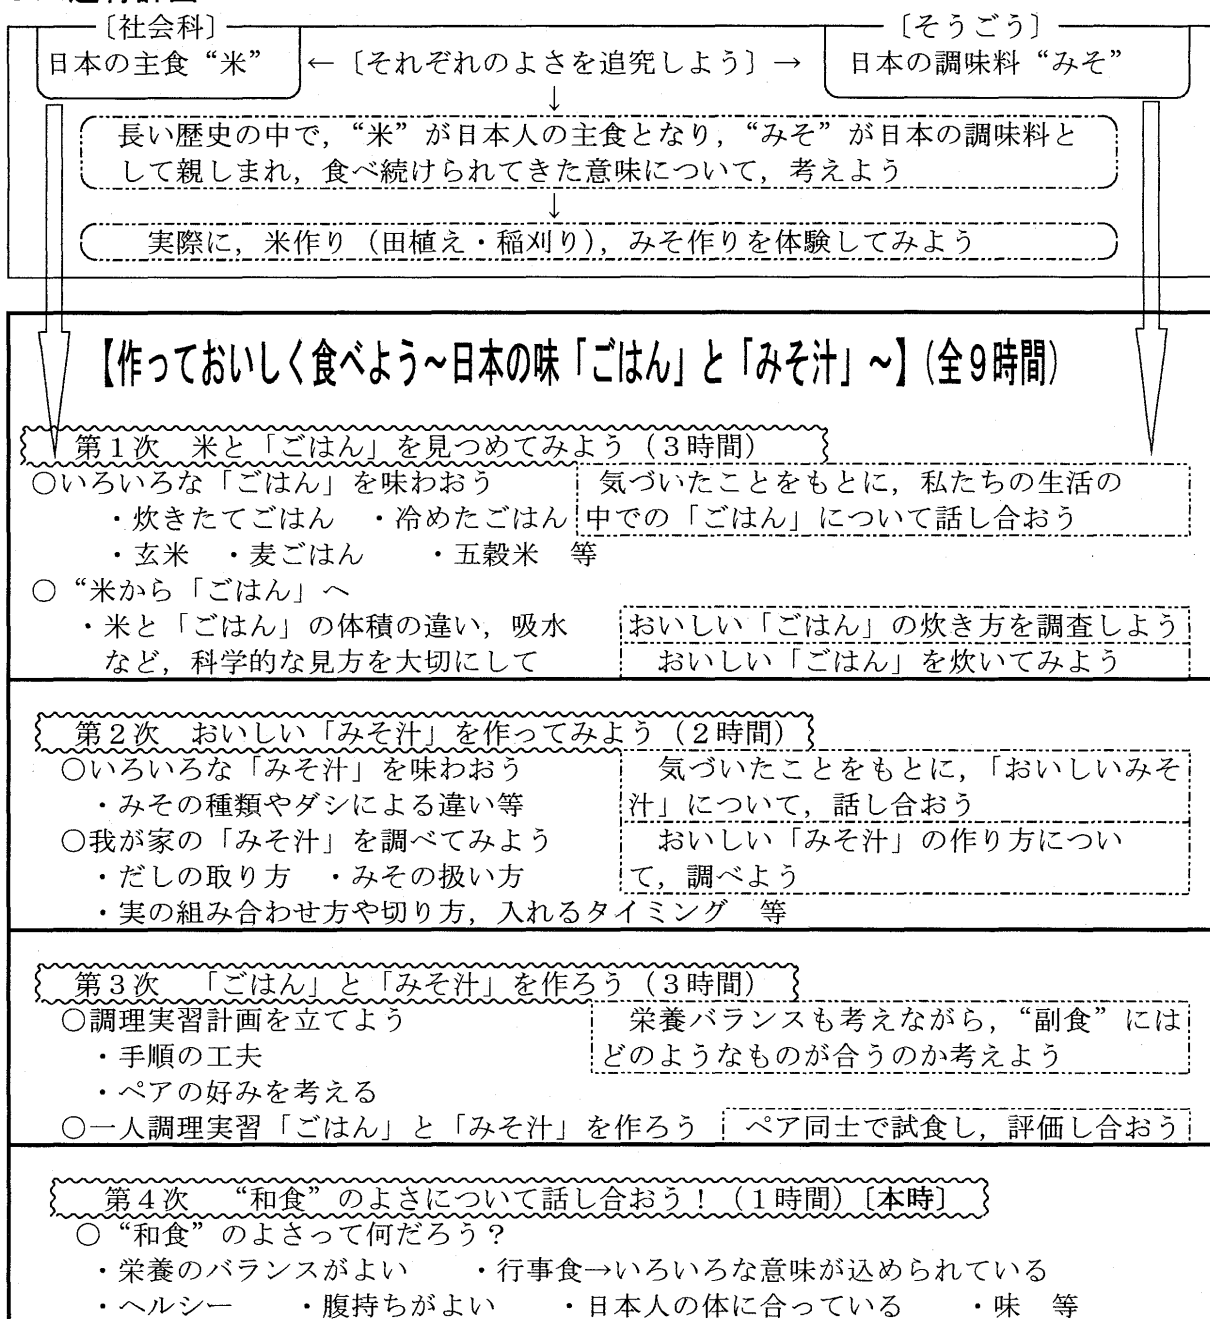 〔社会科〕 〔そうごう〕
日本の主食“米” ←〔それぞれのよさを追究しよう〕→ 日本の調味料“みそ”
↓
長い歴史の中で，“米”が日本人の主食となり，“みそ”が日本の調味料と
して親しまれ，食べ続けられてきた意味について，考えよう
↓
実際に，米作り（田植え・稲刈り），みそ作りを体験してみよう
【作っておいしく食べよう～日本の味「ごはん」と「みそ汁」～】（全９時間）
第１次　米と「ごはん」を見つめてみよう（３時間）
○いろいろな「ごはん」を味わおう
・炊きたてごはん　・冷めたごはん
・玄米　・麦ごはん　・五穀米　等
気づいたことをもとに，私たちの生活の
中での「ごはん」について話し合おう
○“米から「ごはん」へ
・米と「ごはん」の体積の違い，吸水
など，科学的な見方を大切にして
おいしい「ごはん」の炊き方を調査しよう
おいしい「ごはん」を炊いてみよう
第２次　おいしい「みそ汁」を作ってみよう（２時間）
○いろいろな「みそ汁」を味わおう
・みその種類やダシによる違い等
気づいたことをもとに，「おいしいみそ
汁」について，話し合おう
○我が家の「みそ汁」を調べてみよう
・だしの取り方　・みその扱い方
・実の組み合わせ方や切り方，入れるタイミング　等
おいしい「みそ汁」の作り方につい
て，調べよう
第３次　「ごはん」と「みそ汁」を作ろう（３時間）
○調理実習計画を立てよう
・手順の工夫
・ペアの好みを考える
栄養バランスも考えながら，“副食”には
どのようなものが合うのか考えよう
○一人調理実習「ごはん」と「みそ汁」を作ろう
ペア同士で試食し，評価し合おう
第４次　“和食”のよさについて話し合おう！（１時間）〔本時〕
○“和食”のよさって何だろう？
・栄養のバランスがよい　・行事食→いろいろな意味が込められている
・ヘルシー　・腹持ちがよい　・日本人の体に合っている　・味　等